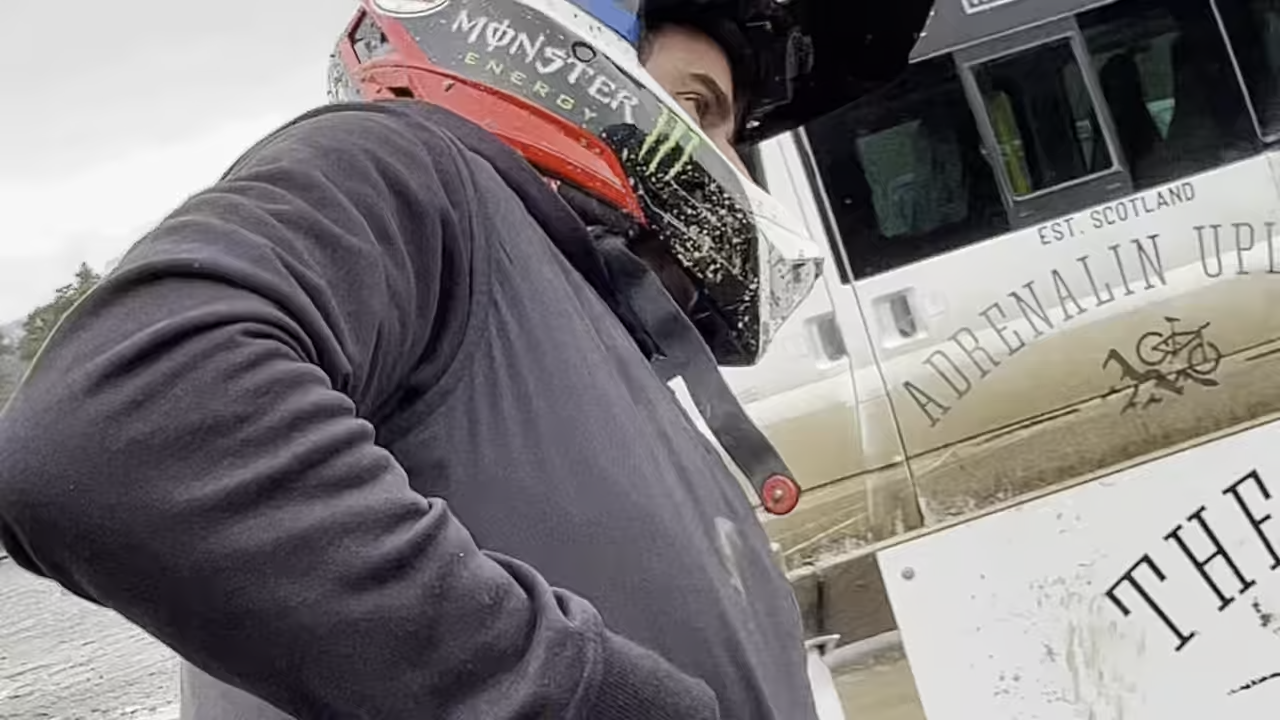 MONSTER
ENERGY
EST. SCOTLAND
ADRENALIN UPL
THE